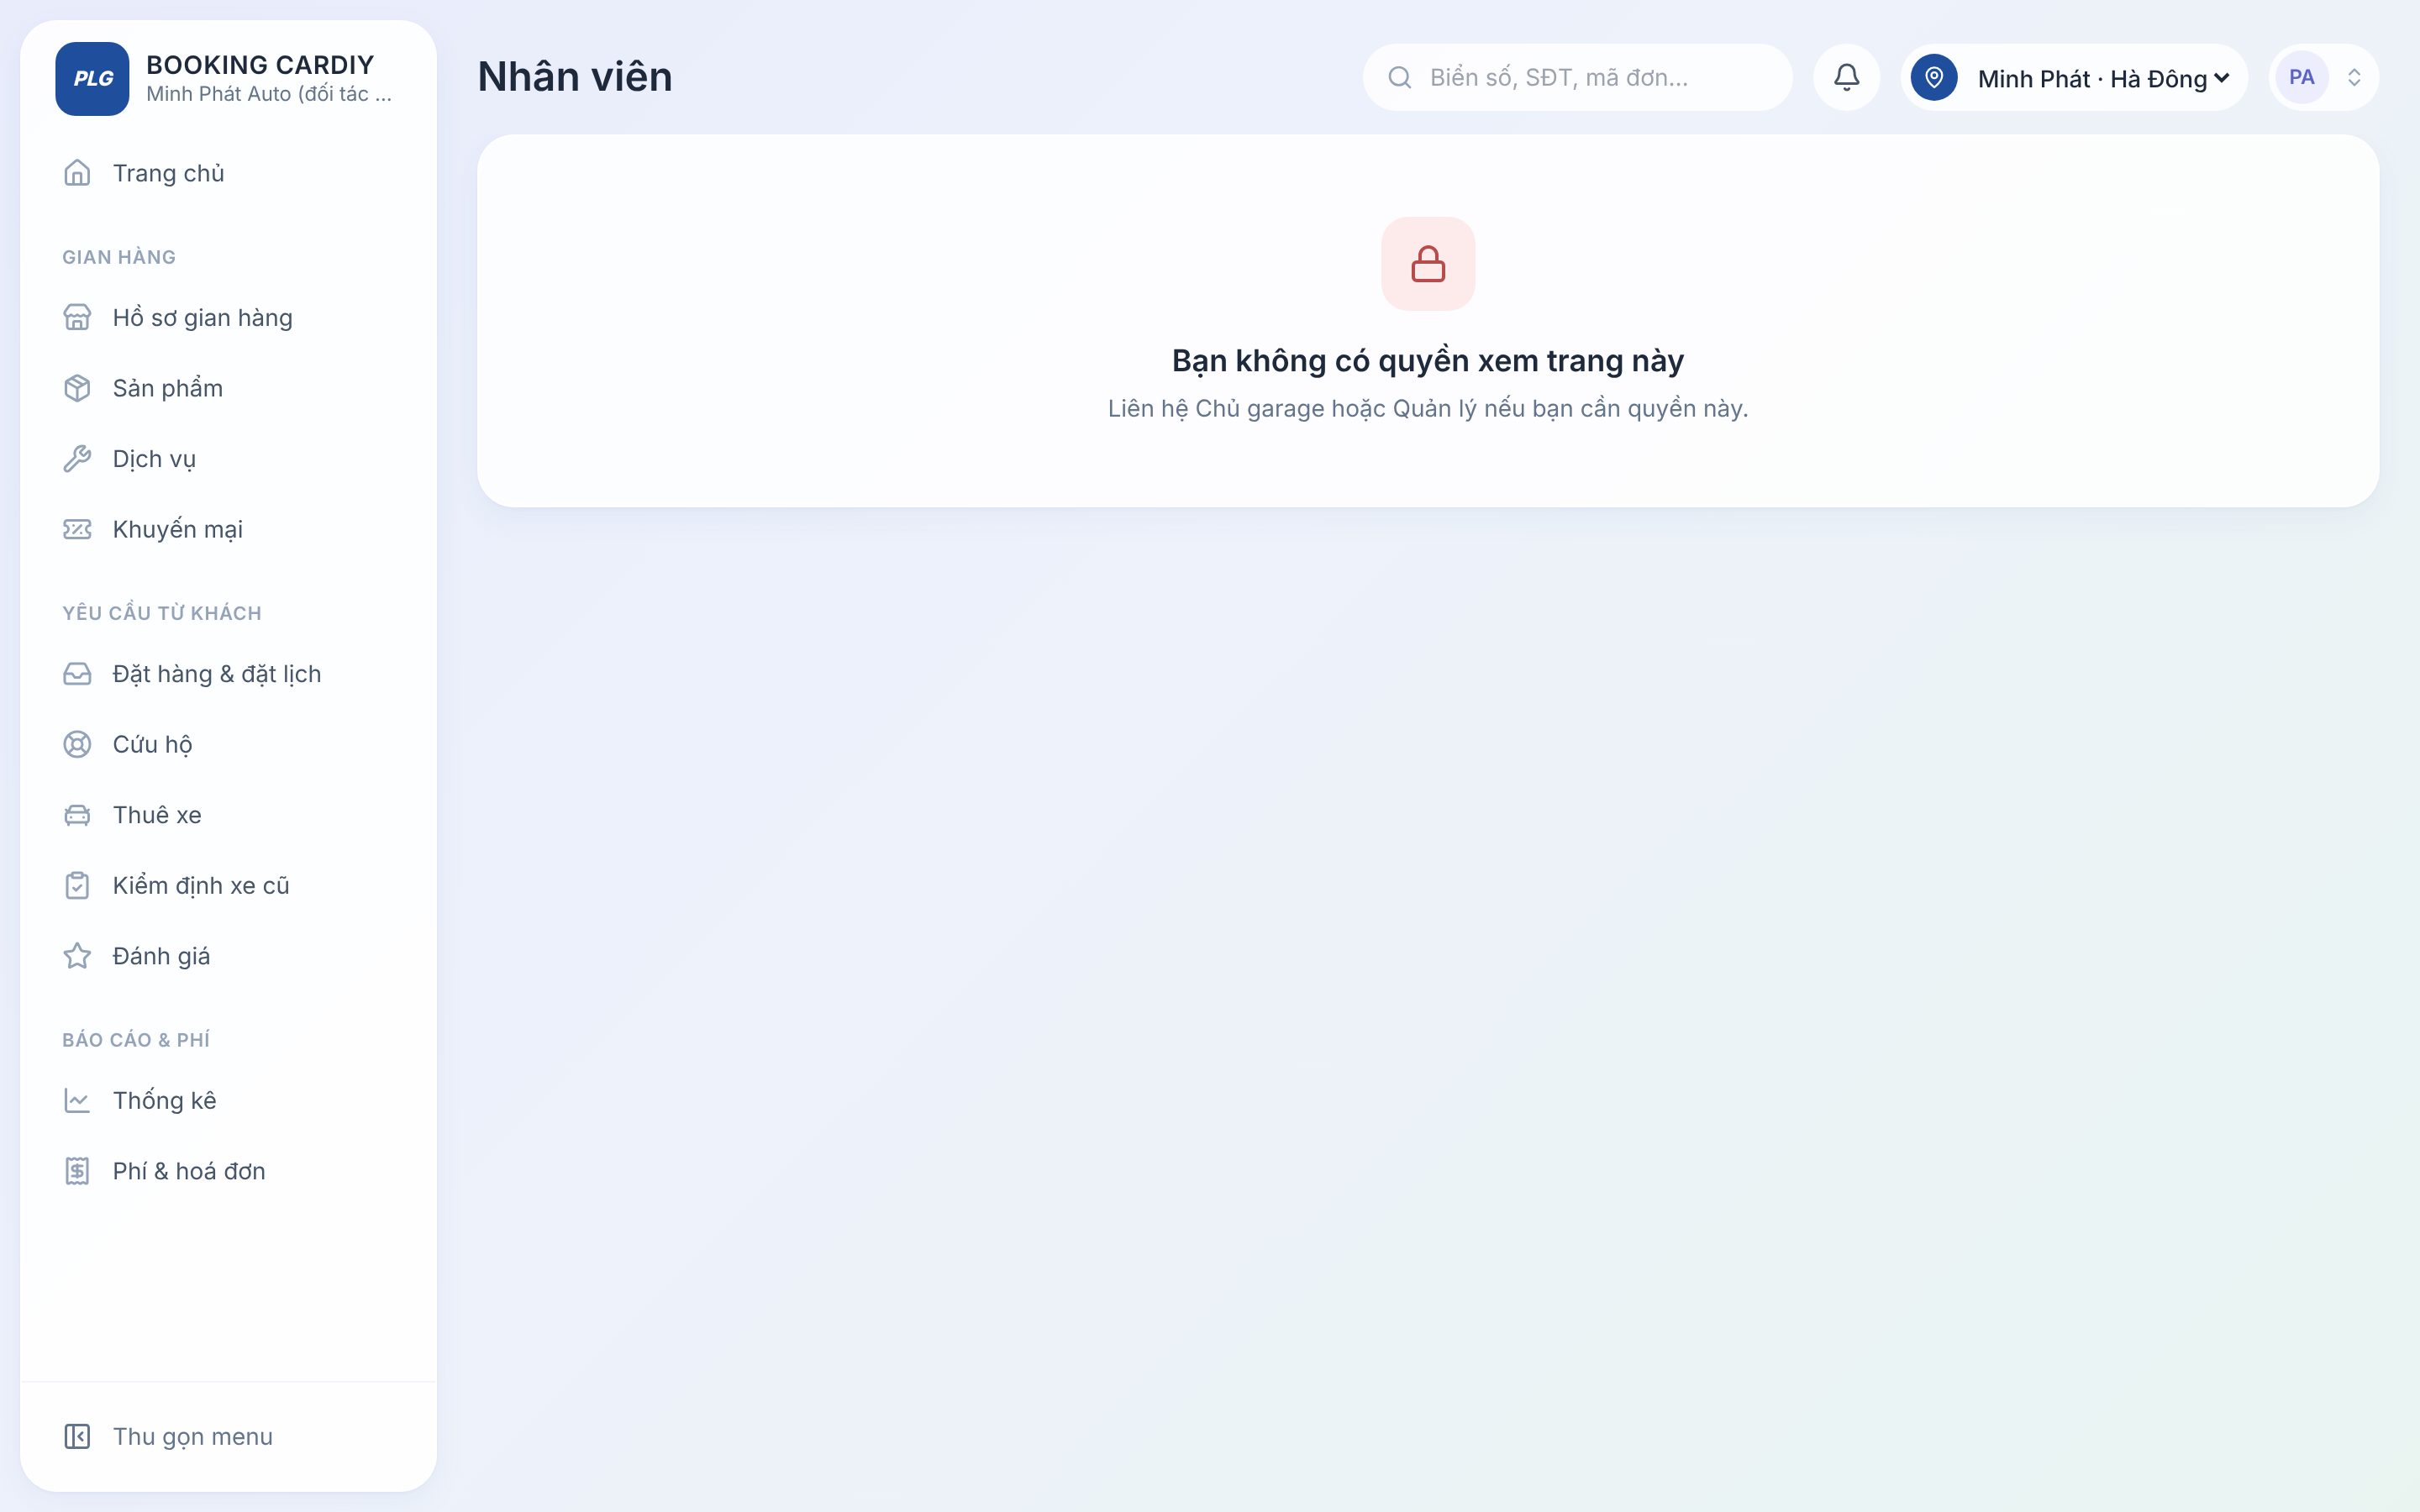 PLG
BOOKING CARDIY
Minh Phát Auto (đối tác ...
Trang chủ
GIAN HÀNG
Hồ sơ gian hàng
Sản phẩm
Dịch vụ
Khuyến mại
YÊU CẦU TỪ KHÁCH
Đặt hàng & đặt lịch
Cứu hộ
Thuê xe
Kiểm định xe cũ
Đánh giá
BÁO CÁO & PHÍ
Thống kê
Phí & hoá đơn
Thu gọn menu
Nhân viên
Biển số, SĐT, mã đơn...
Minh Phát · Hà Đông
PA
Bạn không có quyền xem trang này
Liên hệ Chủ garage hoặc Quản lý nếu bạn cần quyền này.